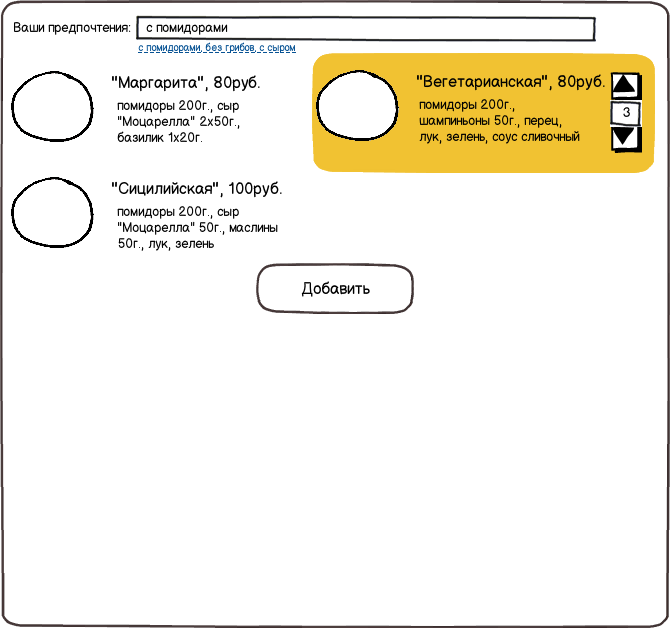 Ваши предпочтения: с помидорами
с помидорами, без грибов, с сыром
"Маргарита", 80руб.
помидоры 200г., сыр
"Моцарелла" 2х50г.,
базилик 1х20г.
"Вегетарианская", 80руб.
помидоры 200г.,
шампиньоны 50г., перец,
лук, зелень, соус сливочный
3
"Сицилийская", 100руб.
помидоры 200г., сыр
"Моцарелла" 50г., маслины
50г., лук, зелень
Добавить